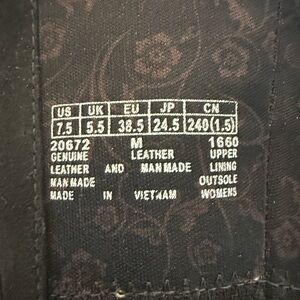 US UK EU JP CN
7.5 5.5 38.5 24.5 240(1.5)
20672 M 1660
GENUINE LEATHER UPPER
LEATHER AND MAN MADE LINING
MAN MADE OUTSOLE
MADE IN VIETNAM WOMENS